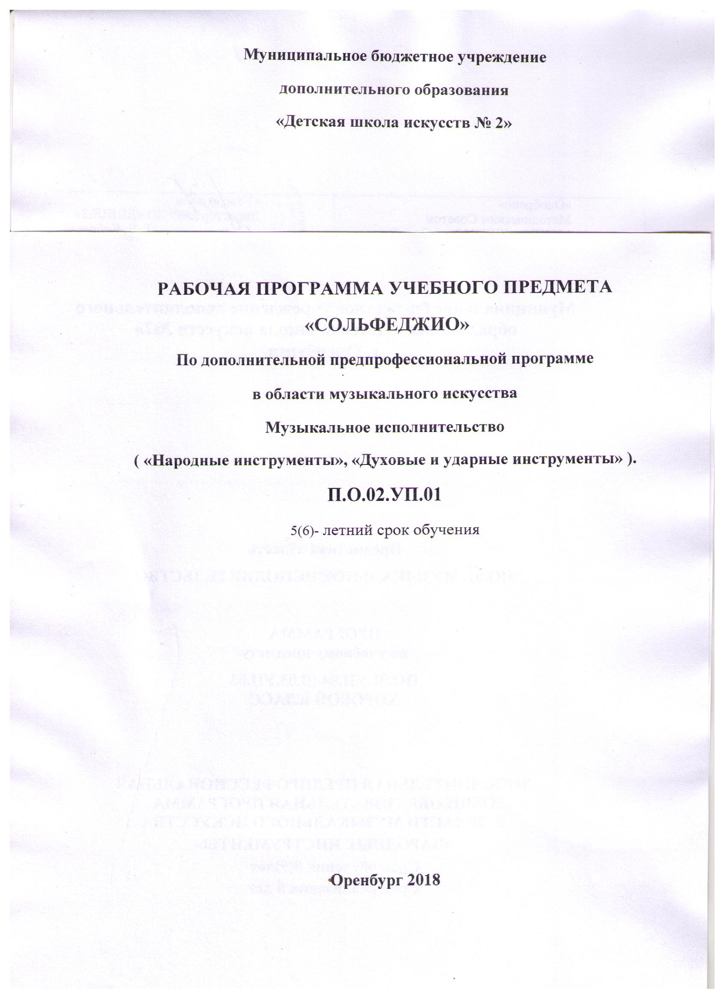 Муниципальное бюджетное учреждение
дополнительного образования
«Детская школа искусств № 2»
РАБОЧАЯ ПРОГРАММА УЧЕБНОГО ПРЕДМЕТА
«СОЛЬФЕДЖИО»
По дополнительной предпрофессиональной программе
в области музыкального искусства
Музыкальное исполнительство
( «Народные инструменты», «Духовые и ударные инструменты» ).
П.О.02.УП.01
5(6)- летний срок обучения
Оренбург 2018